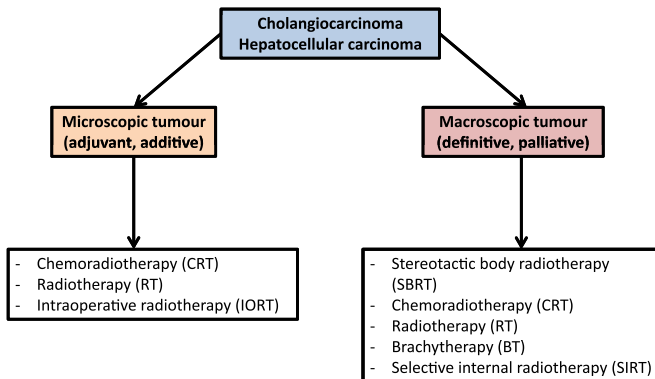 Cholangiocarcinoma
Hepatocellular carcinoma
Microscopic tumour
(adjuvant, additive)
Macroscopic tumour
(definitive, palliative)
- Chemoradiotherapy (CRT)
- Radiotherapy (RT)
- Intraoperative radiotherapy (IORT)
- Stereotactic body radiotherapy
(SBRT)
- Chemoradiotherapy (CRT)
- Radiotherapy (RT)
- Brachytherapy (BT)
- Selective internal radiotherapy (SIRT)